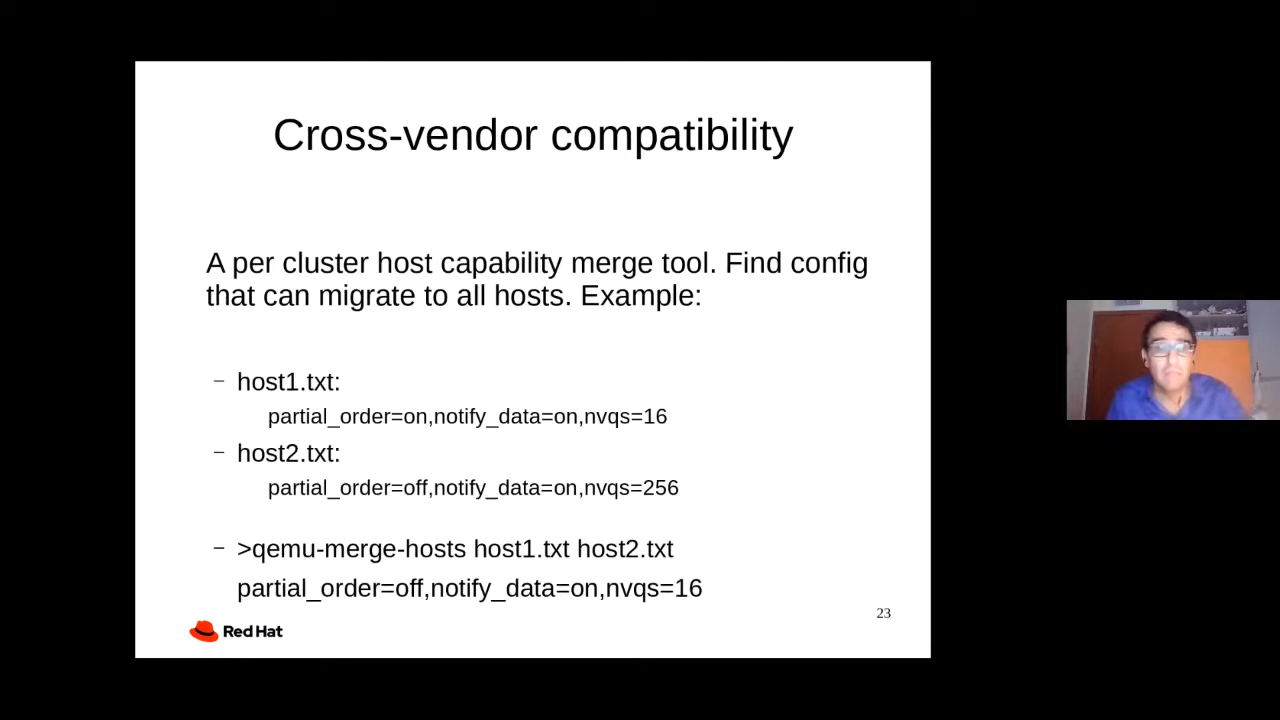 Cross-vendor compatibility
A per cluster host capability merge tool. Find config
that can migrate to all hosts. Example:
– host1.txt:
partial_order=on,notify_data=on,nvqs=16
– host2.txt:
partial_order=off,notify_data=on,nvqs=256
– >qemu-merge-hosts host1.txt host2.txt
partial_order=off,notify_data=on,nvqs=16
23
Red Hat